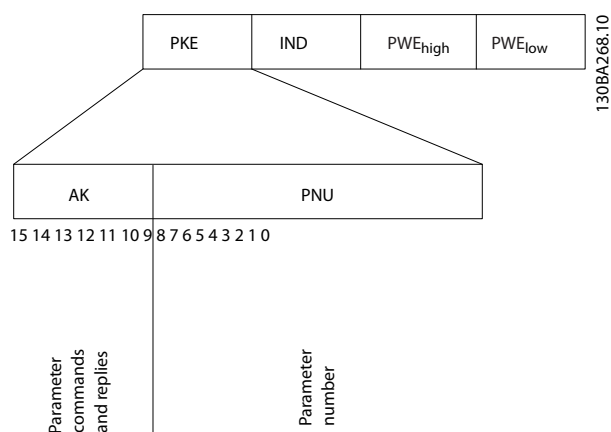 PKE IND PWEhigh PWElow
130BA268.10
AK PNU
15 14 13 12 11 10 9 8 7 6 5 4 3 2 1 0
Parameter
commands
and replies
Parameter
number